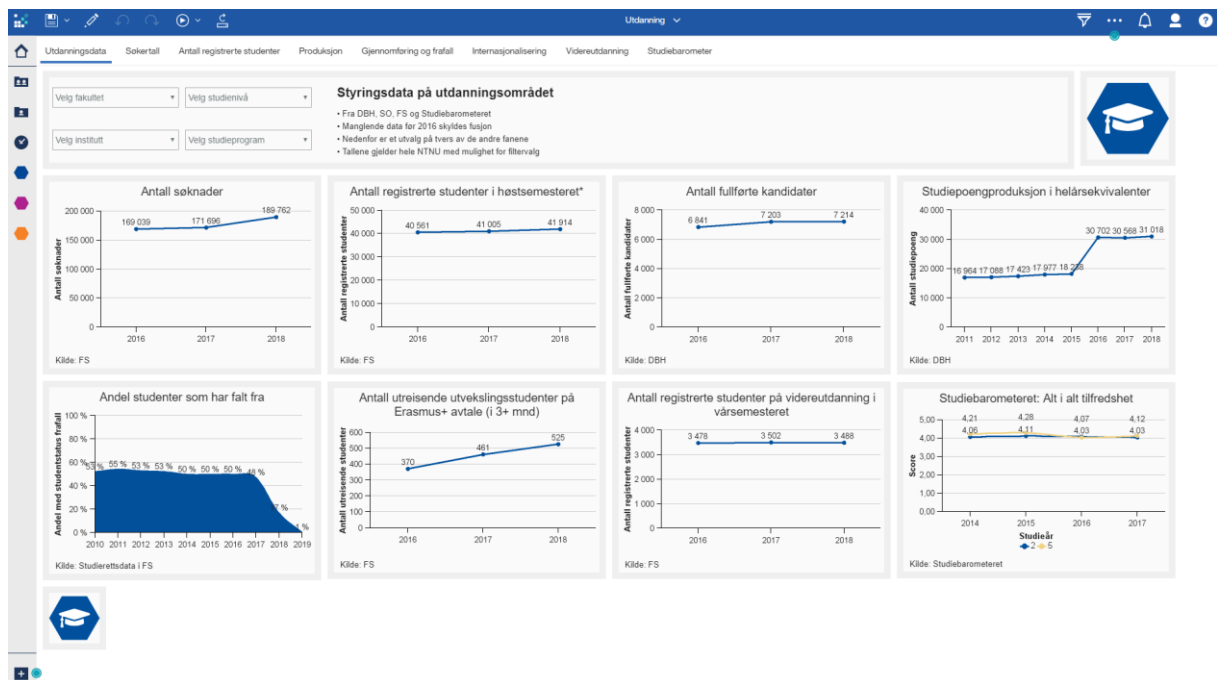 Utdanning
Utdanningsdata Søkertall Antall registrerte studenter Produksjon Gjennomføring og frafall Internasjonalisering Videreutdanning Studiebarometer
Velg fakultet
Velg studienivå
Velg institutt
Velg studieprogram
Styringsdata på utdanningsområdet
• Fra DBH, SO, FS og Studiebarometeret
• Manglende data før 2016 skyldes fusjon
• Nedenfor er et utvalg på tvers av de andre fanene
• Tallene gjelder hele NTNU med mulighet for filtervalg
Antall søknader
Antall søknader
200 000
150 000
100 000
50 000
0
169 039 171 696 189 762
2016 2017 2018
Kilde: FS
Antall registrerte studenter i høstsemesteret*
Antall registrerte studenter
50 000
40 000
30 000
20 000
10 000
0
40 561 41 005 41 914
2016 2017 2018
Kilde: FS
Antall fullførte kandidater
Antall fullførte kandidater
8 000
6 000
4 000
2 000
0
6 841 7 203 7 214
2016 2017 2018
Kilde: DBH
Studiepoengproduksjon i helårsekvivalenter
Antall studiepoeng
40 000
30 000
20 000
10 000
0
16 964 17 088 17 423 17 977 18 238 30 702 30 568 31 018
2011 2012 2013 2014 2015 2016 2017 2018
Kilde: DBH
Andel studenter som har falt fra
Andel med studentstatus frafall
100 %
80 %
60 %
40 %
20 %
0 %
53 % 55 % 53 % 53 % 50 % 50 % 50 % 48 %
2010 2011 2012 2013 2014 2015 2016 2017 2018 2019
Kilde: Studierettsdata i FS
Antall utreisende utvekslingsstudenter på
Erasmus+ avtale (i 3+ mnd)
Antall utreisende studenter
600
500
400
300
200
100
0
370 461 525
2016 2017 2018
Kilde: FS
Antall registrerte studenter på videreutdanning i
vårsemesteret
Antall registrerte studenter
4 000
3 000
2 000
1 000
0
3 478 3 502 3 488
2016 2017 2018
Kilde: FS
Studiebarometeret: Alt i alt tilfredshet
Score
5,00
4,00
3,00
2,00
1,00
0,00
4,21 4,28 4,07 4,12
4,06 4,11 4,03 4,03
2014 2015 2016 2017
Studieår
2 5
Kilde: Studiebarometeret